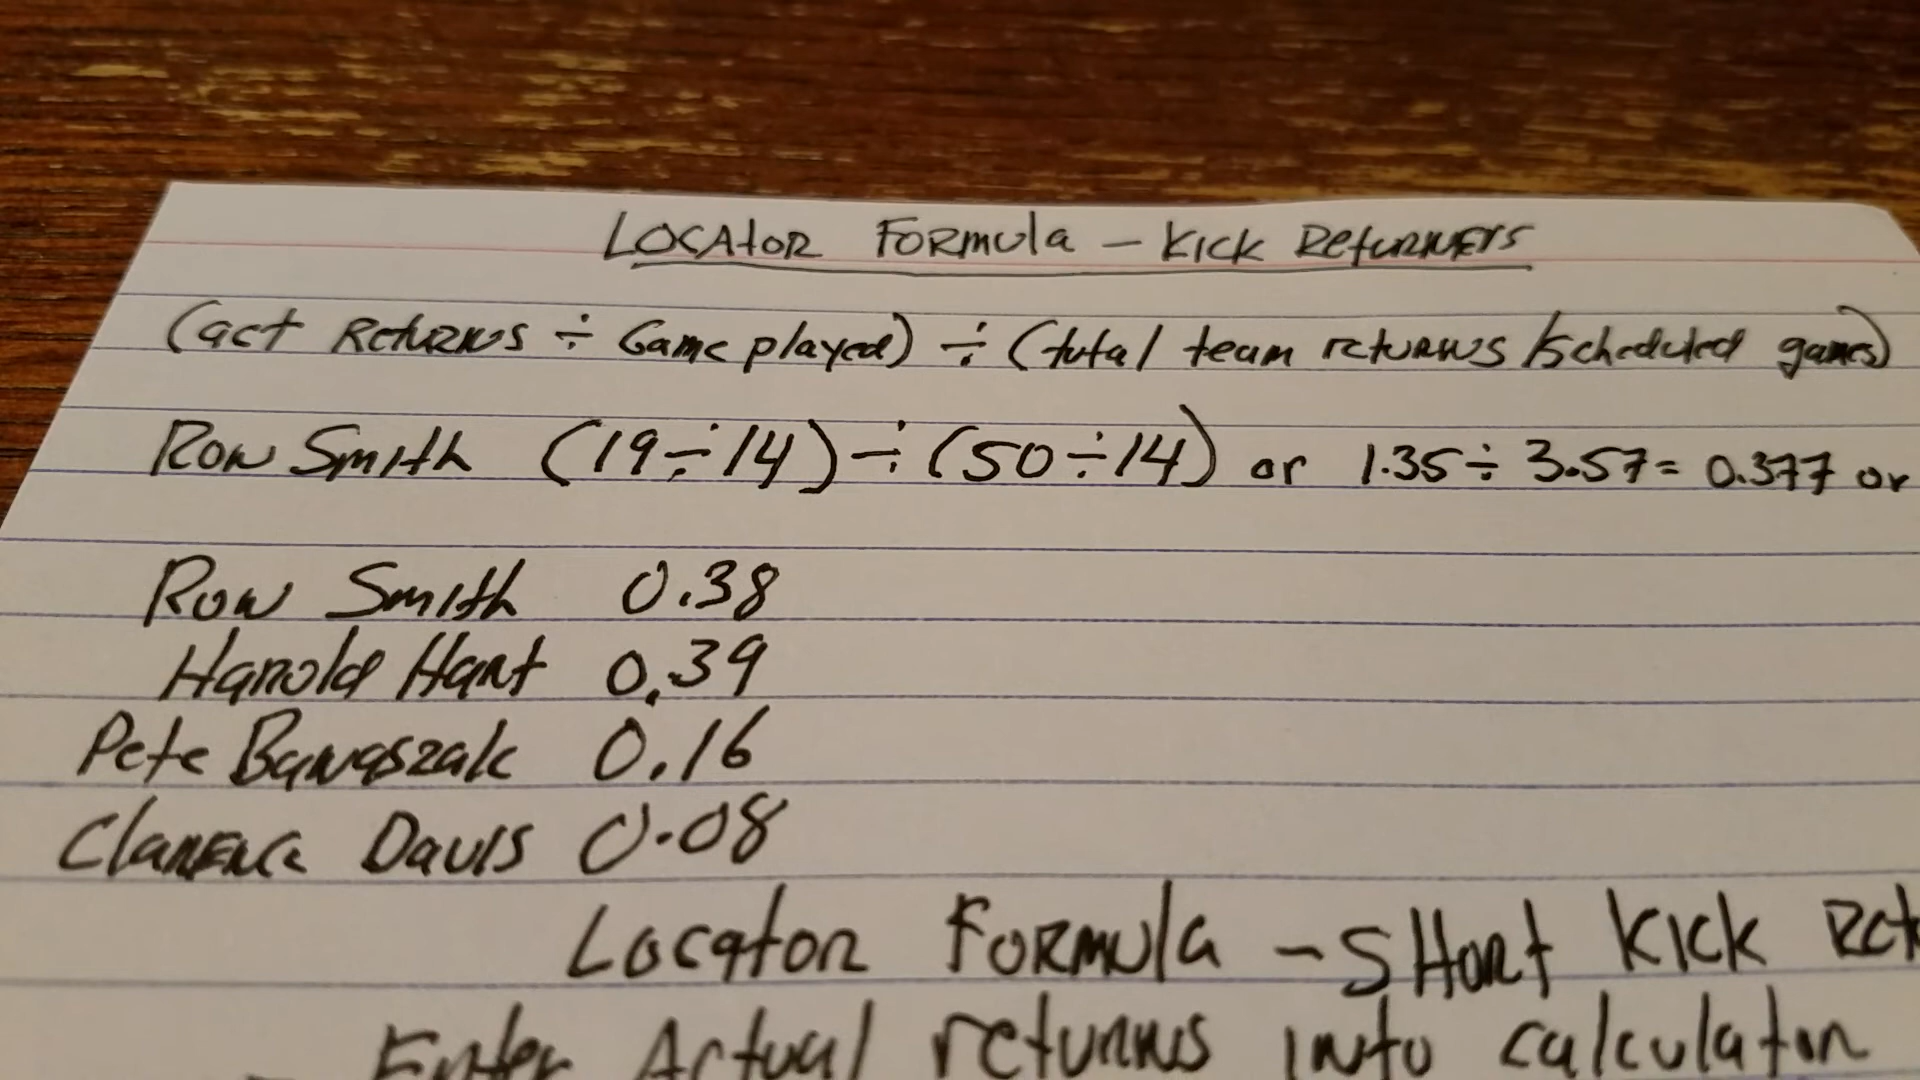 LOCATOR FORMULA – KICK RETURNERS
(act Returns ÷ Game played) ÷ (total team returns / scheduled games)
Ron Smith (19÷14) ÷ (50÷14) or 1.35 ÷ 3.57 = 0.377 or
Ron Smith 0.38
Harold Hart 0.39
Pete Banaszak 0.16
Clarence Davis 0.08
Locator Formula – SHort Kick Ret
Enter Actual returns into calculator